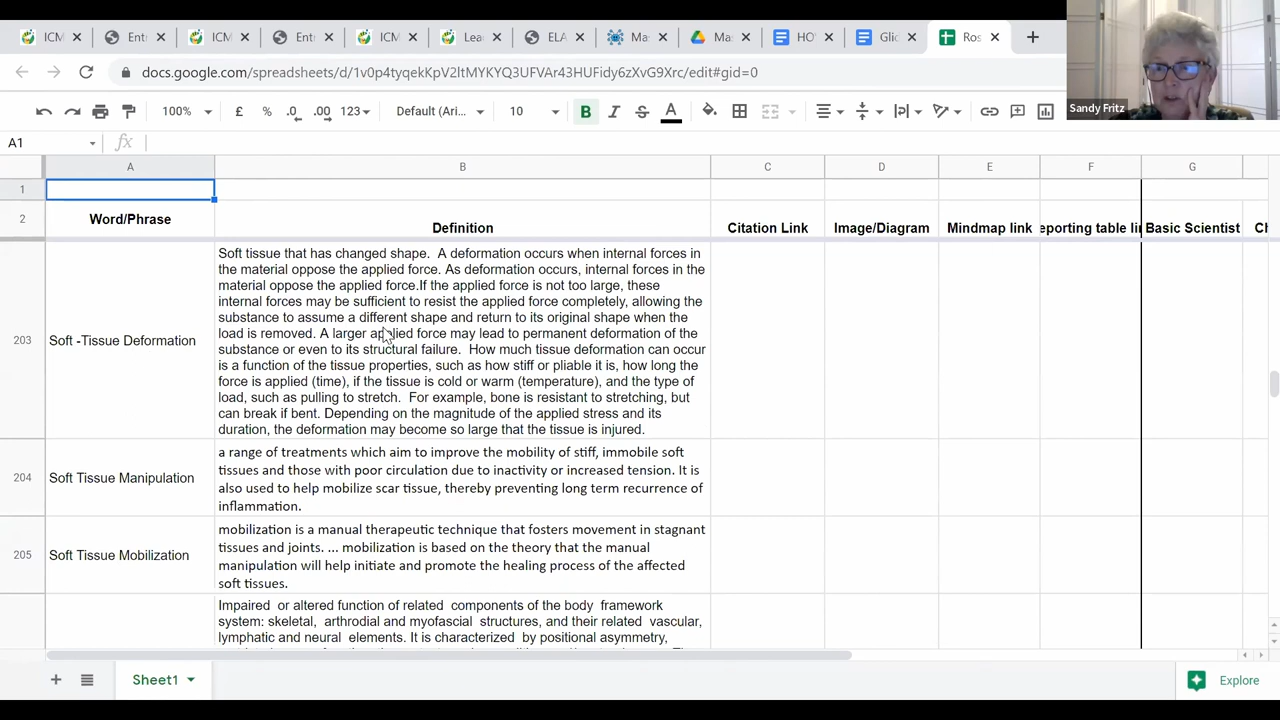 ICM
Ent
ICM
Ent
ICM
Lea
ELA
Ma
Ma
HO
Glo
Ros
docs.google.com/spreadsheets/d/1v0p4tyqekKpV2ltMYKYQ3UFVAr43HUFidy6zXvG9Xrc/edit#gid=0
Sandy Fritz
100% £ % .0 .00 123 Default (Ari... 10 B I S A
A1 fx
A B C D E F G
1
2 Word/Phrase Definition Citation Link Image/Diagram Mindmap link eporting table lin Basic Scientist Ch
Soft tissue that has changed shape. A deformation occurs when internal forces in
the material oppose the applied force. As deformation occurs, internal forces in the
material oppose the applied force.If the applied force is not too large, these
internal forces may be sufficient to resist the applied force completely, allowing the
substance to assume a different shape and return to its original shape when the
load is removed. A larger applied force may lead to permanent deformation of the
203 Soft -Tissue Deformation
substance or even to its structural failure. How much tissue deformation can occur
is a function of the tissue properties, such as how stiff or pliable it is, how long the
force is applied (time), if the tissue is cold or warm (temperature), and the type of
load, such as pulling to stretch. For example, bone is resistant to stretching, but
can break if bent. Depending on the magnitude of the applied stress and its
duration, the deformation may become so large that the tissue is injured.
204 Soft Tissue Manipulation
a range of treatments which aim to improve the mobility of stiff, immobile soft
tissues and those with poor circulation due to inactivity or increased tension. It is
also used to help mobilize scar tissue, thereby preventing long term recurrence of
inflammation.
205 Soft Tissue Mobilization
mobilization is a manual therapeutic technique that fosters movement in stagnant
tissues and joints. ... mobilization is based on the theory that the manual
manipulation will help initiate and promote the healing process of the affected
soft tissues.
Impaired or altered function of related components of the body framework
system: skeletal, arthrodial and myofascial structures, and their related vascular,
lymphatic and neural elements. It is characterized by positional asymmetry,
Sheet1
Explore